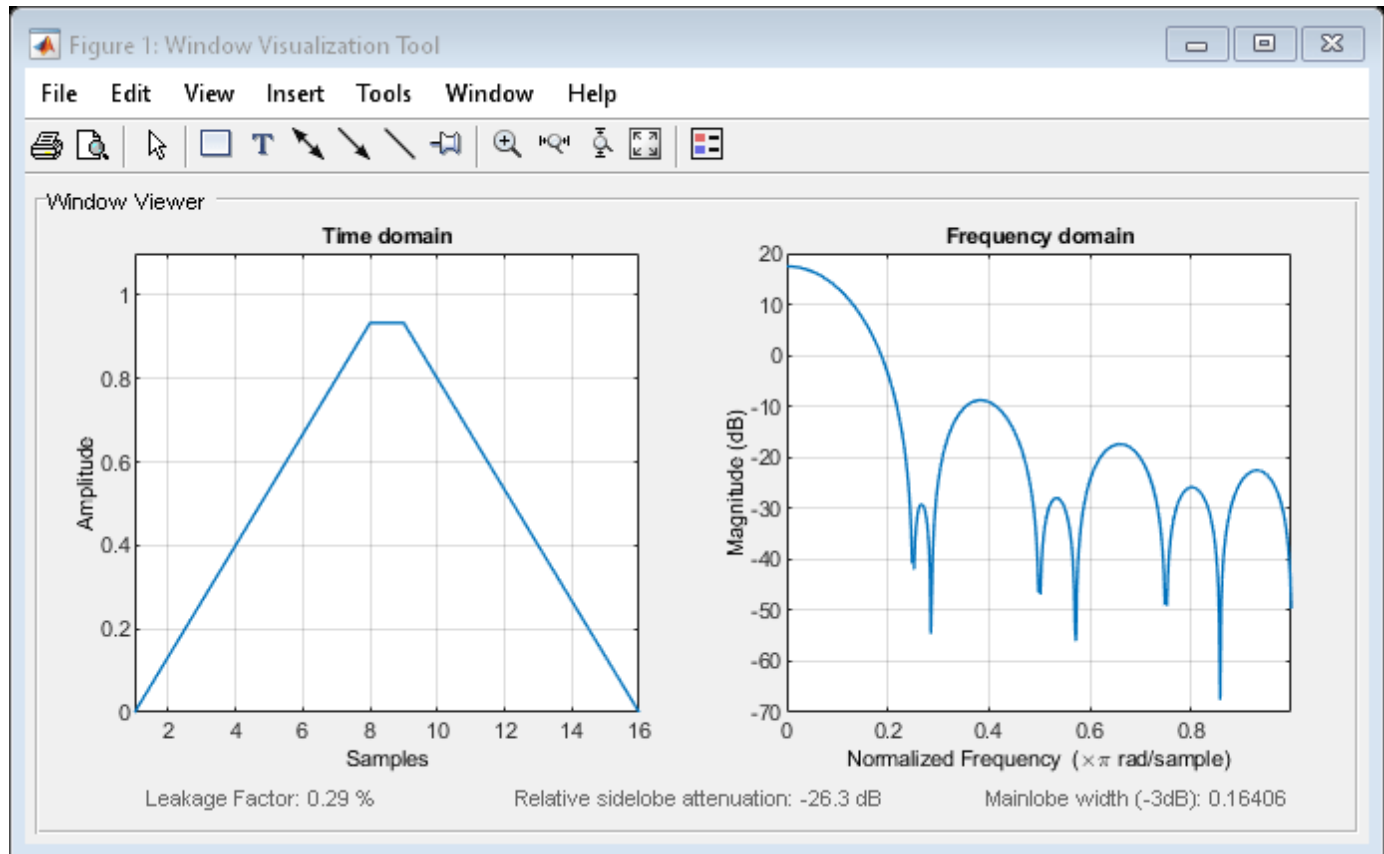 Figure 1: Window Visualization Tool
File Edit View Insert Tools Window Help
T
Window Viewer
Time domain
1
0.8
0.6
0.4
0.2
0
Amplitude
2 4 6 8 10 12 14 16
Samples
Frequency domain
20
10
0
-10
-20
-30
-40
-50
-60
-70
Magnitude (dB)
0 0.2 0.4 0.6 0.8
Normalized Frequency (×π rad/sample)
Leakage Factor: 0.29 % Relative sidelobe attenuation: -26.3 dB Mainlobe width (-3dB): 0.16406